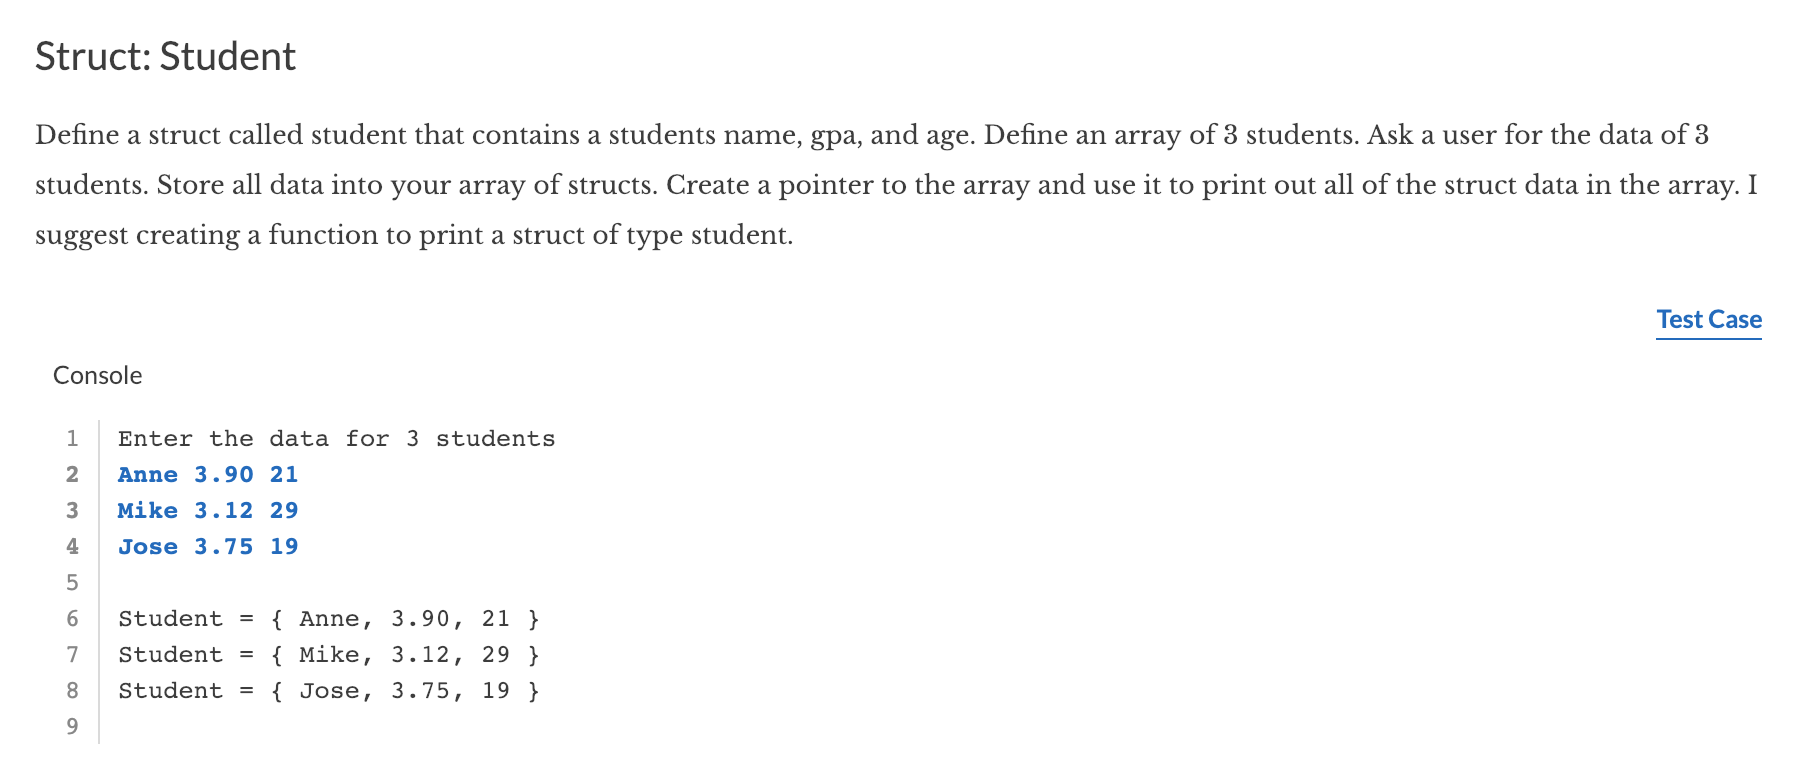 Struct: Student
Define a struct called student that contains a students name, gpa, and age. Define an array of 3 students. Ask a user for the data of 3
students. Store all data into your array of structs. Create a pointer to the array and use it to print out all of the struct data in the array. I
suggest creating a function to print a struct of type student.
Test Case
Console
1 Enter the data for 3 students
2 Anne 3.90 21
3 Mike 3.12 29
4 Jose 3.75 19
5
6 Student = { Anne, 3.90, 21 }
7 Student = { Mike, 3.12, 29 }
8 Student = { Jose, 3.75, 19 }
9